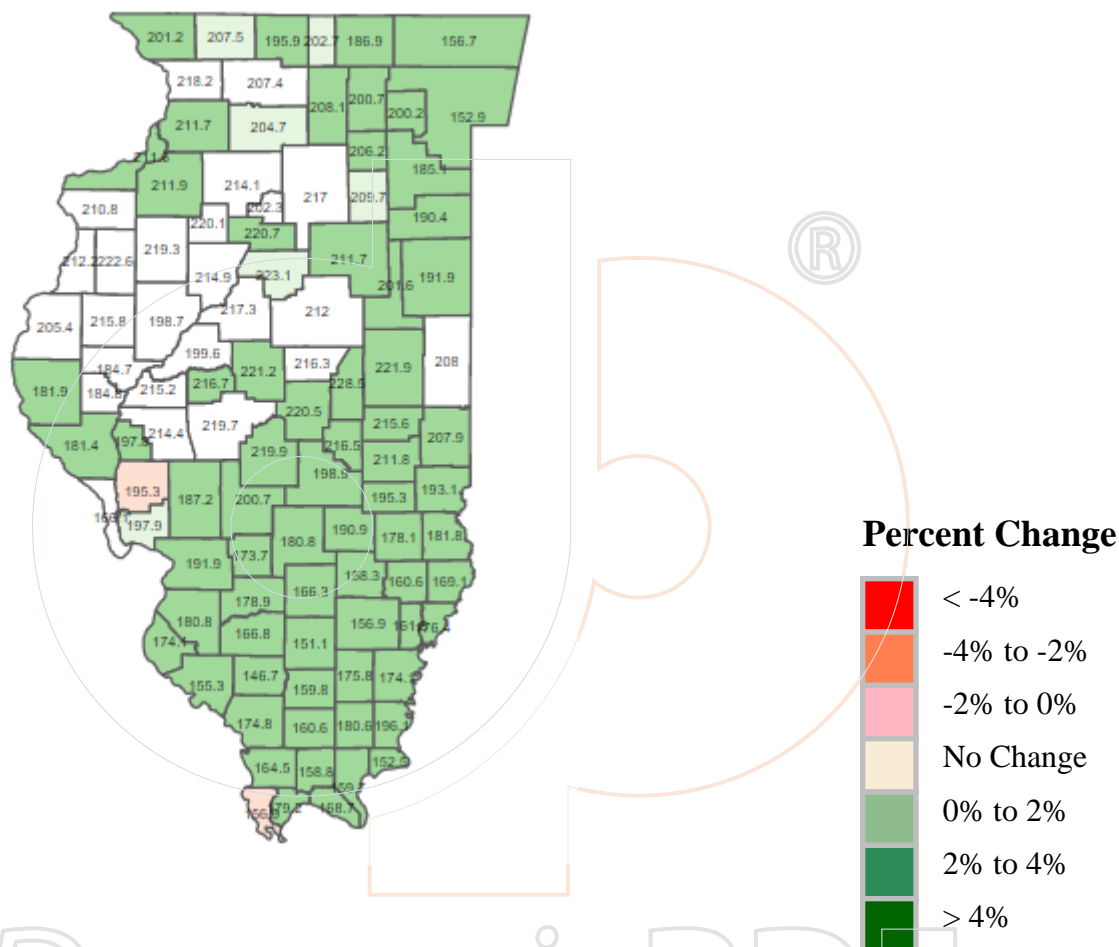 201.2 207.5 195.9 202.7 186.9 156.7
218.2 207.4
208.1 200.7 200.2 152.9
211.7 204.7
206.2
185.1
211.9 214.1 217 209.7
210.8 202.3 190.4
220.1 220.7
219.3 211.7
222.6 214.9 223.1 201.6 191.9
205.4 215.8 198.7 217.3 212
199.6 216.3 221.9 208
184.7 221.2
181.9 215.2 216.7
220.5 215.6
181.4 214.4 219.7 207.9
219.9 216.5 211.8
195.3 187.2 200.7 195.3 193.1
197.9 190.9 178.1 181.8
191.9 173.7 180.8
166.3 160.6 169.1
178.9
180.8 166.8 151.1 156.9
155.3 146.7 159.8 175.8
174.8 160.6 180.6
164.5 158.8
®
Percent Change
< -4%
-4% to -2%
-2% to 0%
No Change
0% to 2%
2% to 4%
> 4%